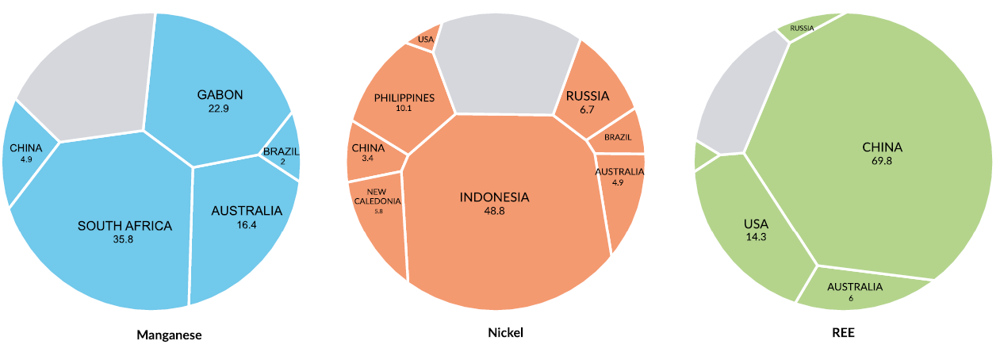 GABON
22.9
CHINA
4.9
BRAZIL
2
AUSTRALIA
16.4
SOUTH AFRICA
35.8
Manganese
USA
PHILIPPINES
10.1
RUSSIA
6.7
BRAZIL
CHINA
3.4
AUSTRALIA
4.9
NEW
CALEDONIA
5.8
INDONESIA
48.8
Nickel
RUSSIA
CHINA
69.8
USA
14.3
AUSTRALIA
6
REE